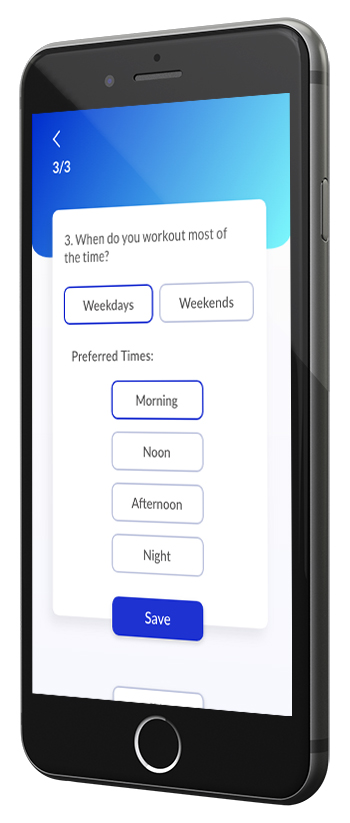 3/3
3. When do you workout most of
the time?
Weekdays
Weekends
Preferred Times:
Morning
Noon
Afternoon
Night
Save